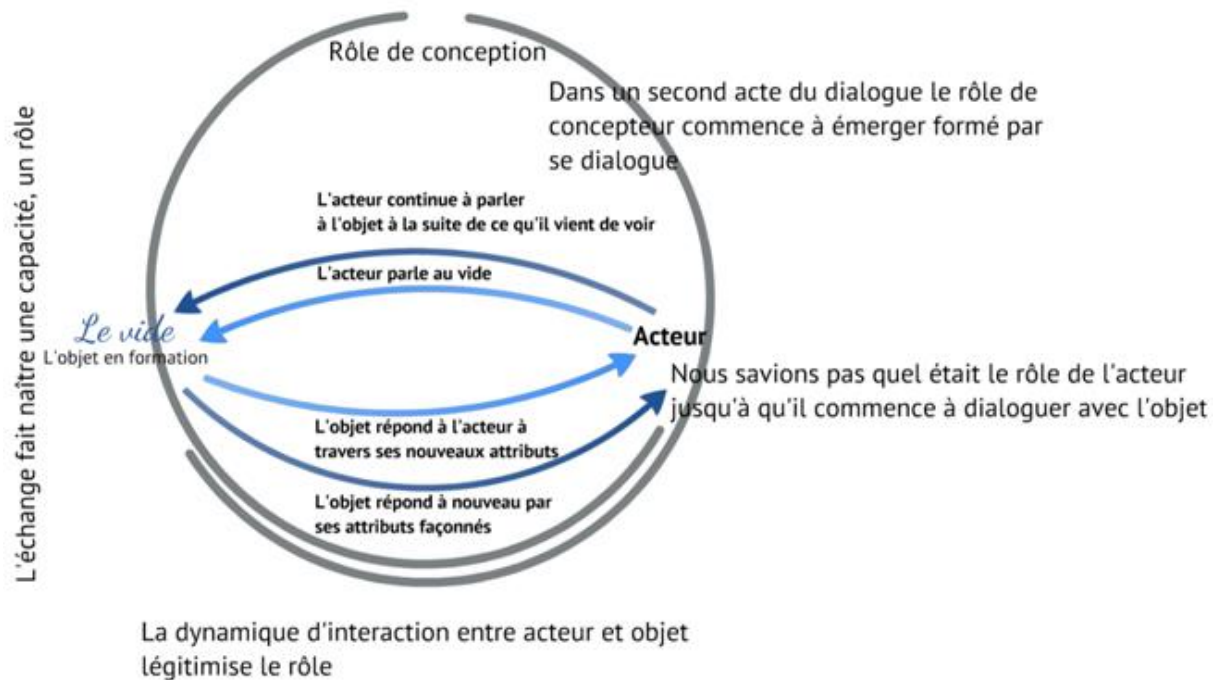 Rôle de conception
Dans un second acte du dialogue le rôle de
concepteur commence à émerger formé par
se dialogue
L'échange fait naître une capacité, un rôle
L'acteur continue à parler
à l'objet à la suite de ce qu'il vient de voir
L'acteur parle au vide
Le vide
L'objet en formation
Acteur
Nous savions pas quel était le rôle de l'acteur
jusqu'à qu'il commence à dialoguer avec l'objet
L'objet répond à l'acteur à
travers ses nouveaux attributs
L'objet répond à nouveau par
ses attributs façonnés
La dynamique d'interaction entre acteur et objet
légitimise le rôle